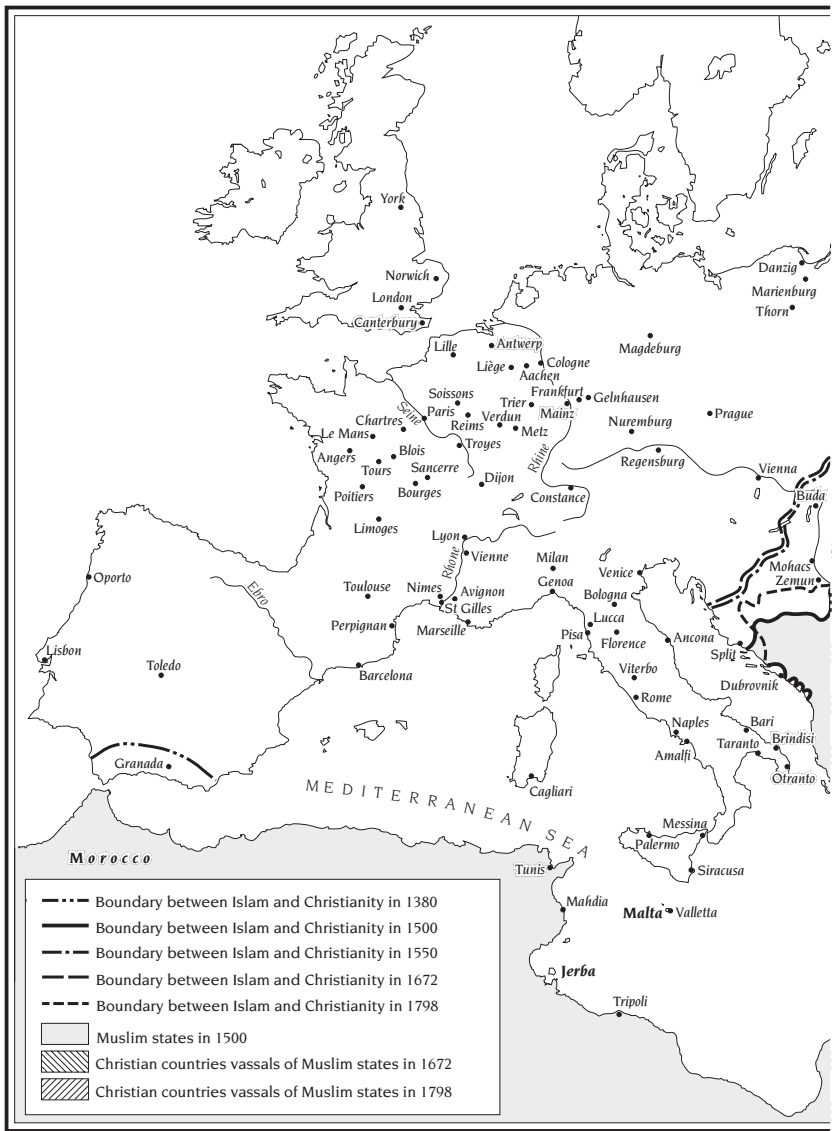 York
Norwich
London
Canterbury
Danzig
Marienburg
Thorn
Antwerp
Lille
Magdeburg
Liège
Cologne
Aachen
Frankfurt
Gelnhausen
Soissons
Trier
Mainz
Seine
Paris
Reims
Verdun
Metz
Prague
Chartres
Nuremburg
Le Mans
Troyes
Rhine
Angers
Blois
Tours
Regensburg
Sancerre
Vienna
Dijon
Poitiers
Bourges
Constance
Buda
Limoges
Lyon
Vienne
Milan
Rhone
Venice
Mohacs
Zemun
Oporto
Ebro
Toulouse
Nimes
Avignon
Genoa
Bologna
St Gilles
Lucca
Perpignan
Marseille
Pisa
Florence
Ancona
Split
Lisbon
Toledo
Barcelona
Viterbo
Dubrovnik
Rome
Naples
Bari
Amalfi
Taranto
Brindisi
Otranto
Granada
Cagliari
MEDITERRANEAN SEA
Messina
Palermo
Morocco
Tunis
Siracusa
Mahdia
Malta
Valletta
Jerba
Tripoli
Boundary between Islam and Christianity in 1380
Boundary between Islam and Christianity in 1500
Boundary between Islam and Christianity in 1550
Boundary between Islam and Christianity in 1672
Boundary between Islam and Christianity in 1798
Muslim states in 1500
Christian countries vassals of Muslim states in 1672
Christian countries vassals of Muslim states in 1798